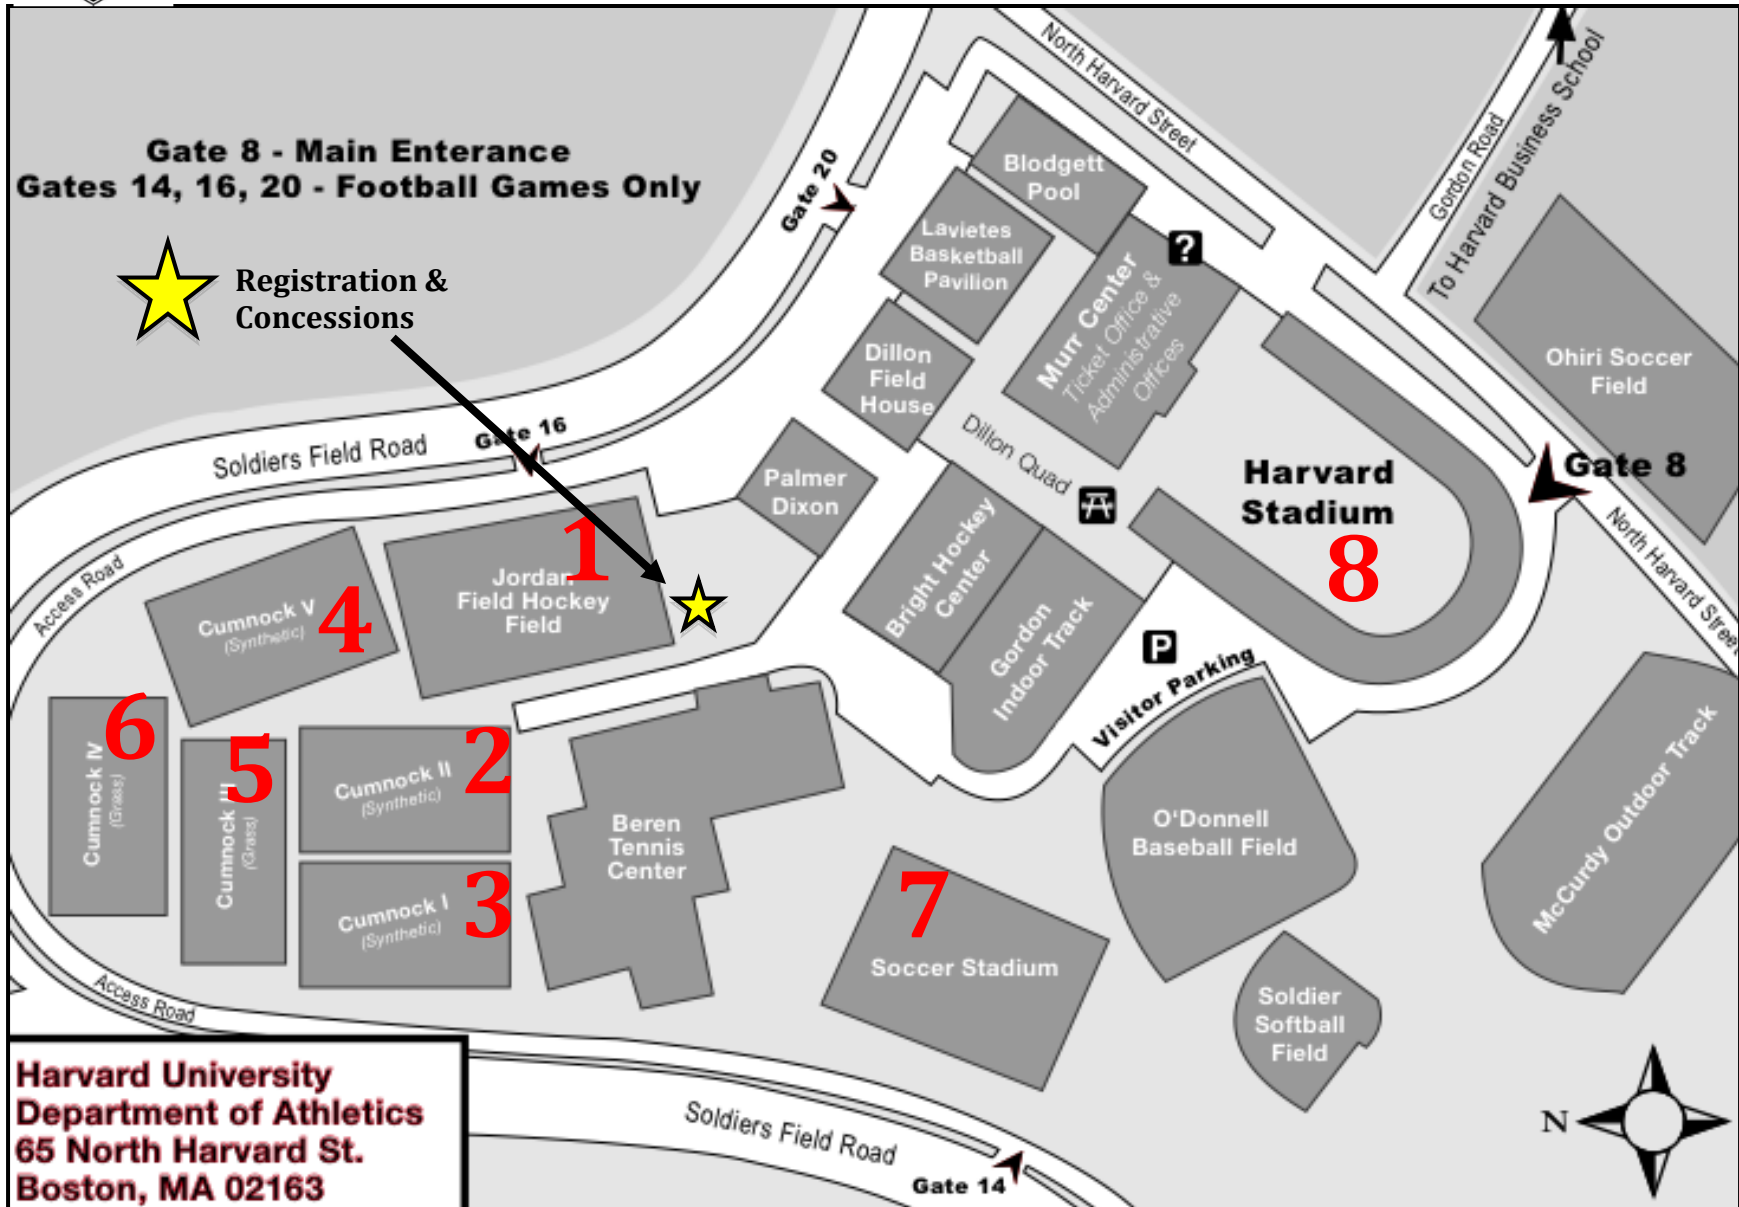 Gate 8 - Main Enterance
Gates 14, 16, 20 - Football Games Only
Registration &
Concessions
Gate 20
North Harvard Street
Gordon Road
To Harvard Business School
Blodgett
Pool
Lavietes
Basketball
Pavilion
?
Murr Center
Ticket Office &
Administrative
Offices
Dillon
Field
House
Ohiri Soccer
Field
Soldiers Field Road
Gate 16
Dillon Quad
Palmer
Dixon
Harvard
Stadium
8
Gate 8
North Harvard Street
Access Road
1
Jordan
Field Hockey
Field
Cumnock V
(Synthetic)
4
Bright Hockey
Center
Gordon
Indoor Track
P
Visitor Parking
6
Cumnock IV
(Grass)
5
Cumnock III
(Grass)
Cumnock II
(Synthetic)
2
Cumnock I
(Synthetic)
3
Beren
Tennis
Center
O'Donnell
Baseball Field
McCurdy Outdoor Track
7
Soccer Stadium
Soldier
Softball
Field
Access Road
Harvard University
Department of Athletics
65 North Harvard St.
Boston, MA 02163
Soldiers Field Road
Gate 14
N